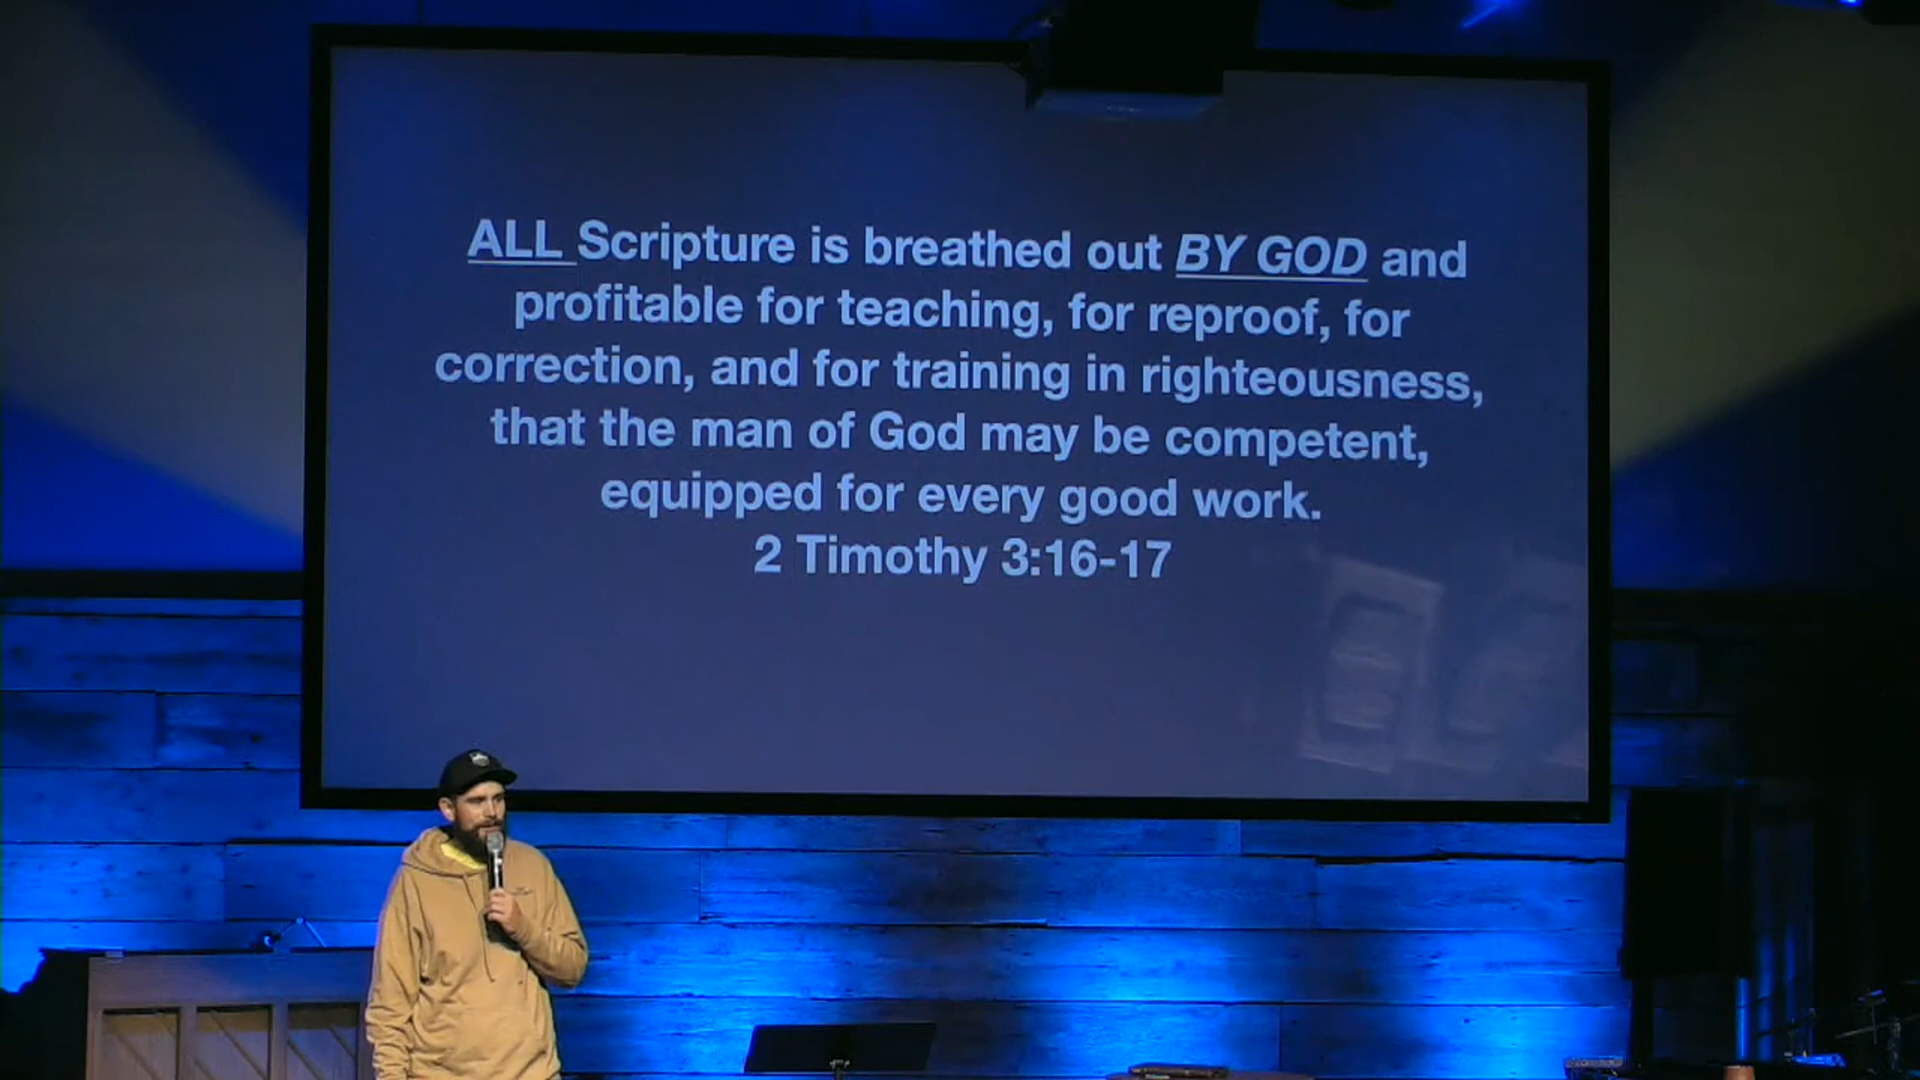 ALL Scripture is breathed out BY GOD and
profitable for teaching, for reproof, for
correction, and for training in righteousness,
that the man of God may be competent,
equipped for every good work.
2 Timothy 3:16-17